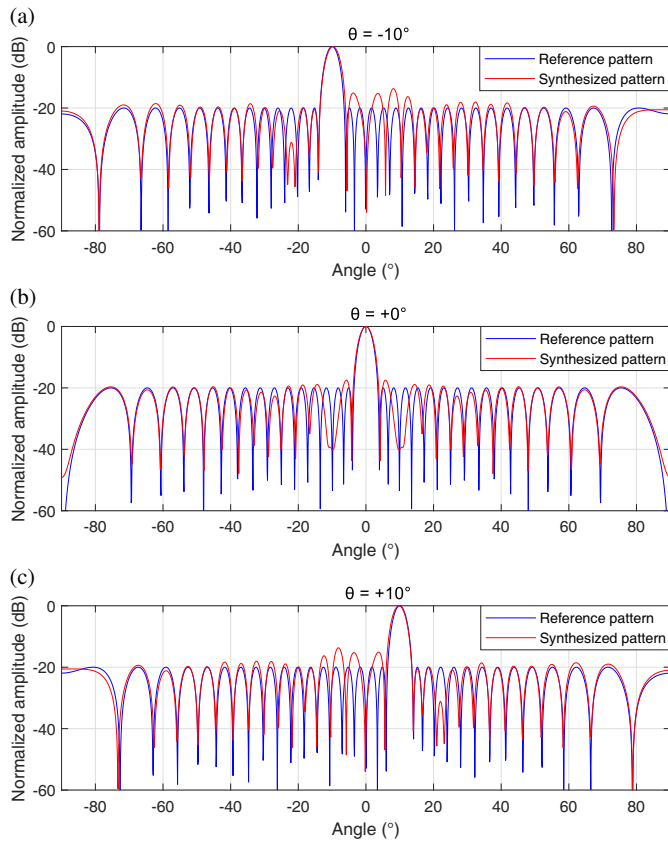 (a)
θ = -10°
Normalized amplitude (dB)
0
-20
-40
-60
Reference pattern
Synthesized pattern
-80 -60 -40 -20 0 20 40 60 80
Angle (°)
(b)
θ = +0°
Normalized amplitude (dB)
0
-20
-40
-60
Reference pattern
Synthesized pattern
-80 -60 -40 -20 0 20 40 60 80
Angle (°)
(c)
θ = +10°
Normalized amplitude (dB)
0
-20
-40
-60
Reference pattern
Synthesized pattern
-80 -60 -40 -20 0 20 40 60 80
Angle (°)